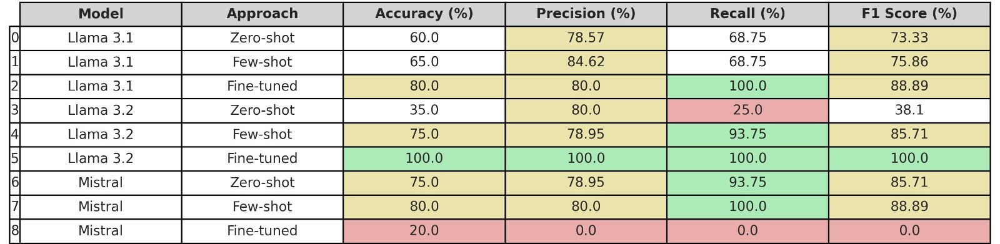 Model Approach Accuracy (%) Precision (%) Recall (%) F1 Score (%)
0 Llama 3.1 Zero-shot 60.0 78.57 68.75 73.33
1 Llama 3.1 Few-shot 65.0 84.62 68.75 75.86
2 Llama 3.1 Fine-tuned 80.0 80.0 100.0 88.89
3 Llama 3.2 Zero-shot 35.0 80.0 25.0 38.1
4 Llama 3.2 Few-shot 75.0 78.95 93.75 85.71
5 Llama 3.2 Fine-tuned 100.0 100.0 100.0 100.0
6 Mistral Zero-shot 75.0 78.95 93.75 85.71
7 Mistral Few-shot 80.0 80.0 100.0 88.89
8 Mistral Fine-tuned 20.0 0.0 0.0 0.0